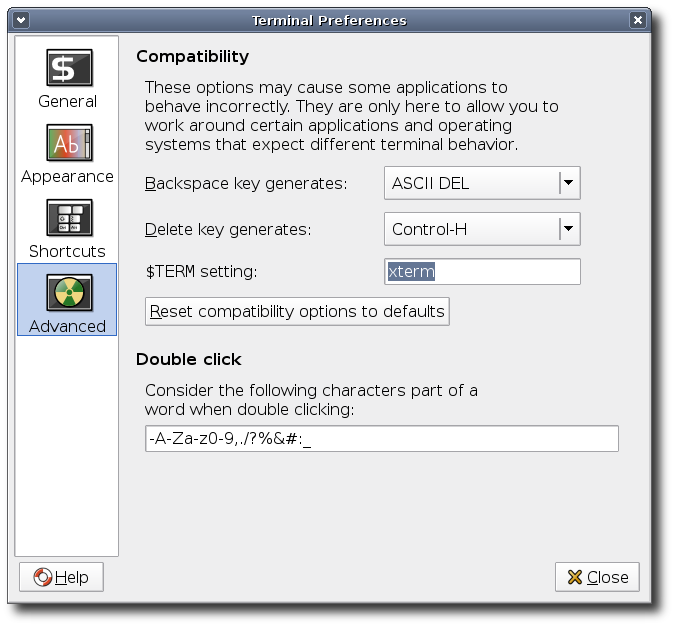 Terminal Preferences
$
General
Ab
Appearance
Shortcuts
Advanced
Compatibility
These options may cause some applications to
behave incorrectly. They are only here to allow you to
work around certain applications and operating
systems that expect different terminal behavior.
Backspace key generates: ASCII DEL
Delete key generates: Control-H
$TERM setting: xterm
Reset compatibility options to defaults
Double click
Consider the following characters part of a
word when double clicking:
-A-Za-z0-9,./?%&#:_
Help
Close